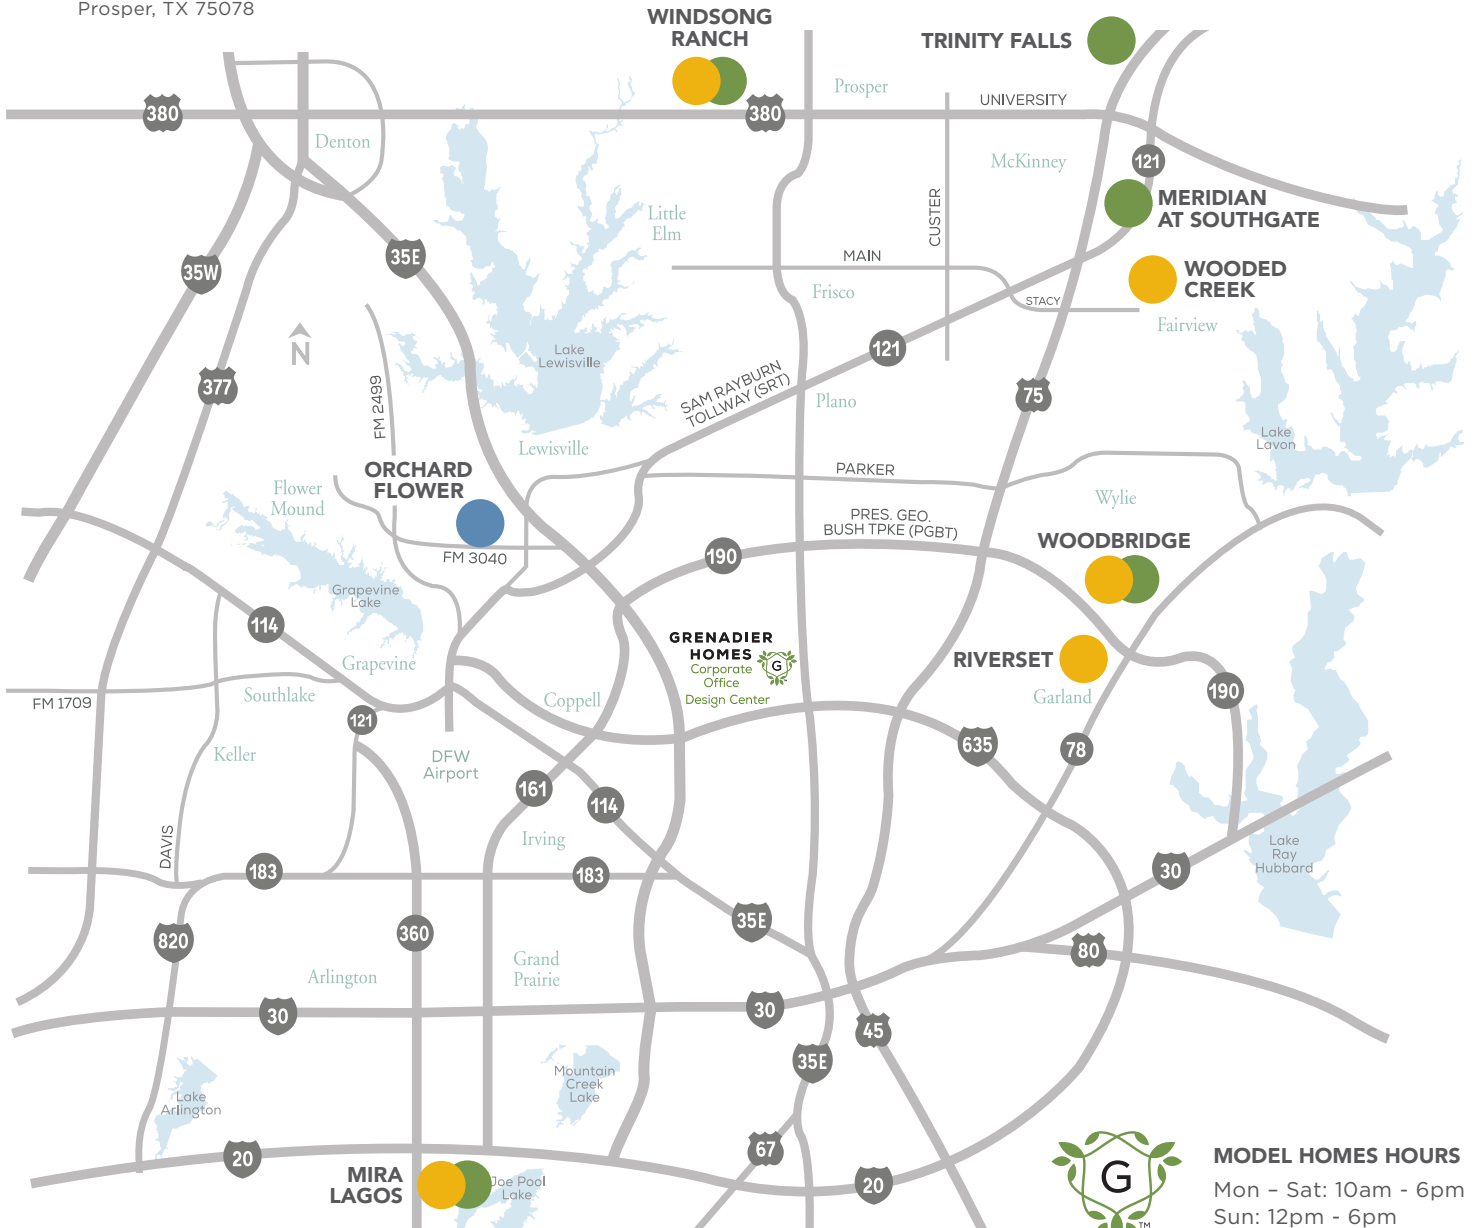 Prosper, TX 75078
WINDSONG
RANCH
TRINITY FALLS
Prosper
UNIVERSITY
380
380
Denton
McKinney
121
MERIDIAN
AT SOUTHGATE
Little
Elm
CUSTER
35E
35W
MAIN
WOODED
CREEK
Frisco
STACY
Fairview
N
121
Lake
Lewisville
377
FM 2499
SAM RAYBURN
TOLLWAY (SRT)
Plano
75
Lake
Lavon
Lewisville
ORCHARD
FLOWER
PARKER
Flower
Mound
Wylie
PRES. GEO.
BUSH TPKE (PGBT)
FM 3040
190
WOODBRIDGE
Grapevine
Lake
114
GRENADIER
HOMES
Corporate
Office
Design Center
G
RIVERSET
Grapevine
Southlake
FM 1709
Coppell
Garland
190
121
Keller
DFW
Airport
635
78
161
114
Irving
DAVIS
183
183
Lake
Ray
Hubbard
30
35E
360
820
80
Arlington
Grand
Prairie
30
30
45
35E
Mountain
Creek
Lake
Lake
Arlington
67
20
20
MIRA
LAGOS
Joe Pool
Lake
G
TM
MODEL HOMES HOURS
Mon – Sat: 10am - 6pm
Sun: 12pm - 6pm